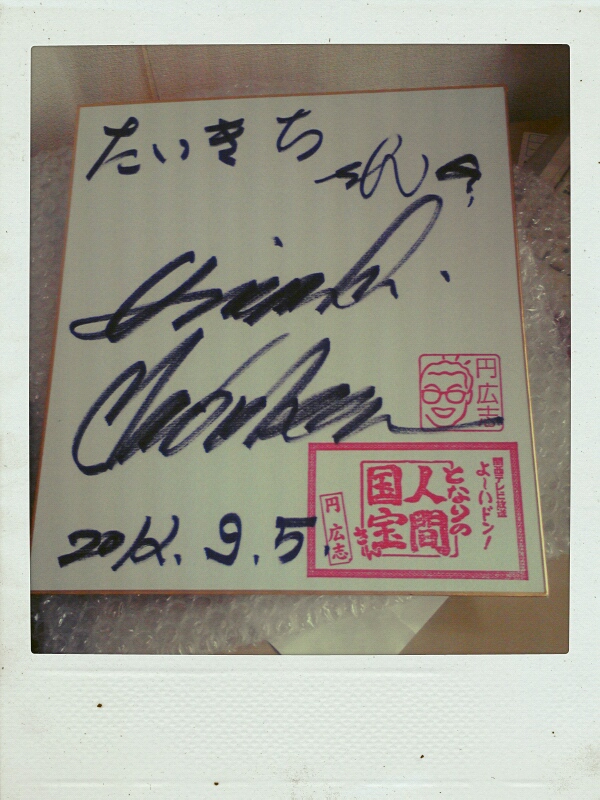 たいきち
円広志
関西テレビ放送
よ〜いドン!
となりの
人間
国宝
さん
円広志
2012.9.5.